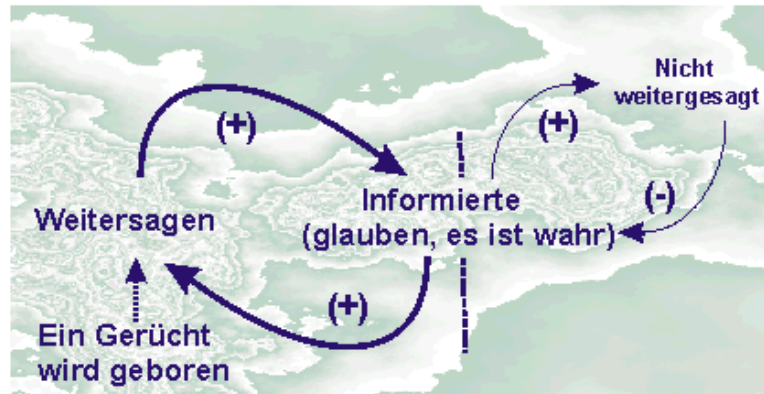 Nicht
weitergesagt
(+)
(+)
(-)
Weitersagen
Informierte
(glauben, es ist wahr)
(+)
Ein Gerücht
wird geboren